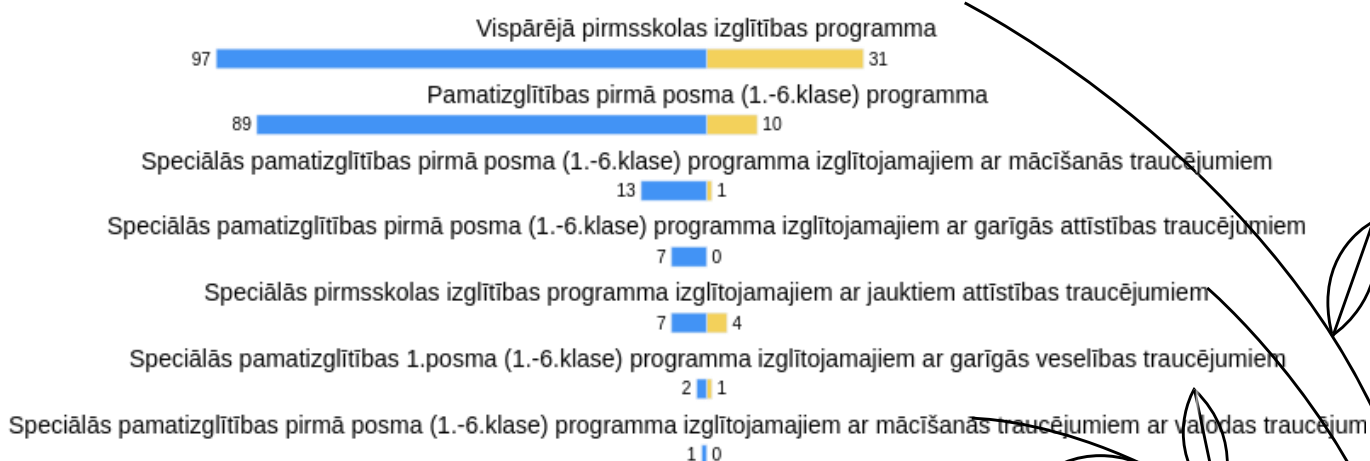 Vispārējā pirmsskolas izglītības programma
97 31
Pamatizglītības pirmā posma (1.-6.klase) programma
89 10
Speciālās pamatizglītības pirmā posma (1.-6.klase) programma izglītojamajiem ar mācīšanās traucējumiem
13 1
Speciālās pamatizglītības pirmā posma (1.-6.klase) programma izglītojamajiem ar garīgās attīstības traucējumiem
7 0
Speciālās pirmsskolas izglītības programma izglītojamajiem ar jauktiem attīstības traucējumiem
7 4
Speciālās pamatizglītības 1.posma (1.-6.klase) programma izglītojamajiem ar garīgās veselības traucējumiem
2 1
Speciālās pamatizglītības pirmā posma (1.-6.klase) programma izglītojamajiem ar mācīšanās traucējumiem ar valodas traucējum
1 0